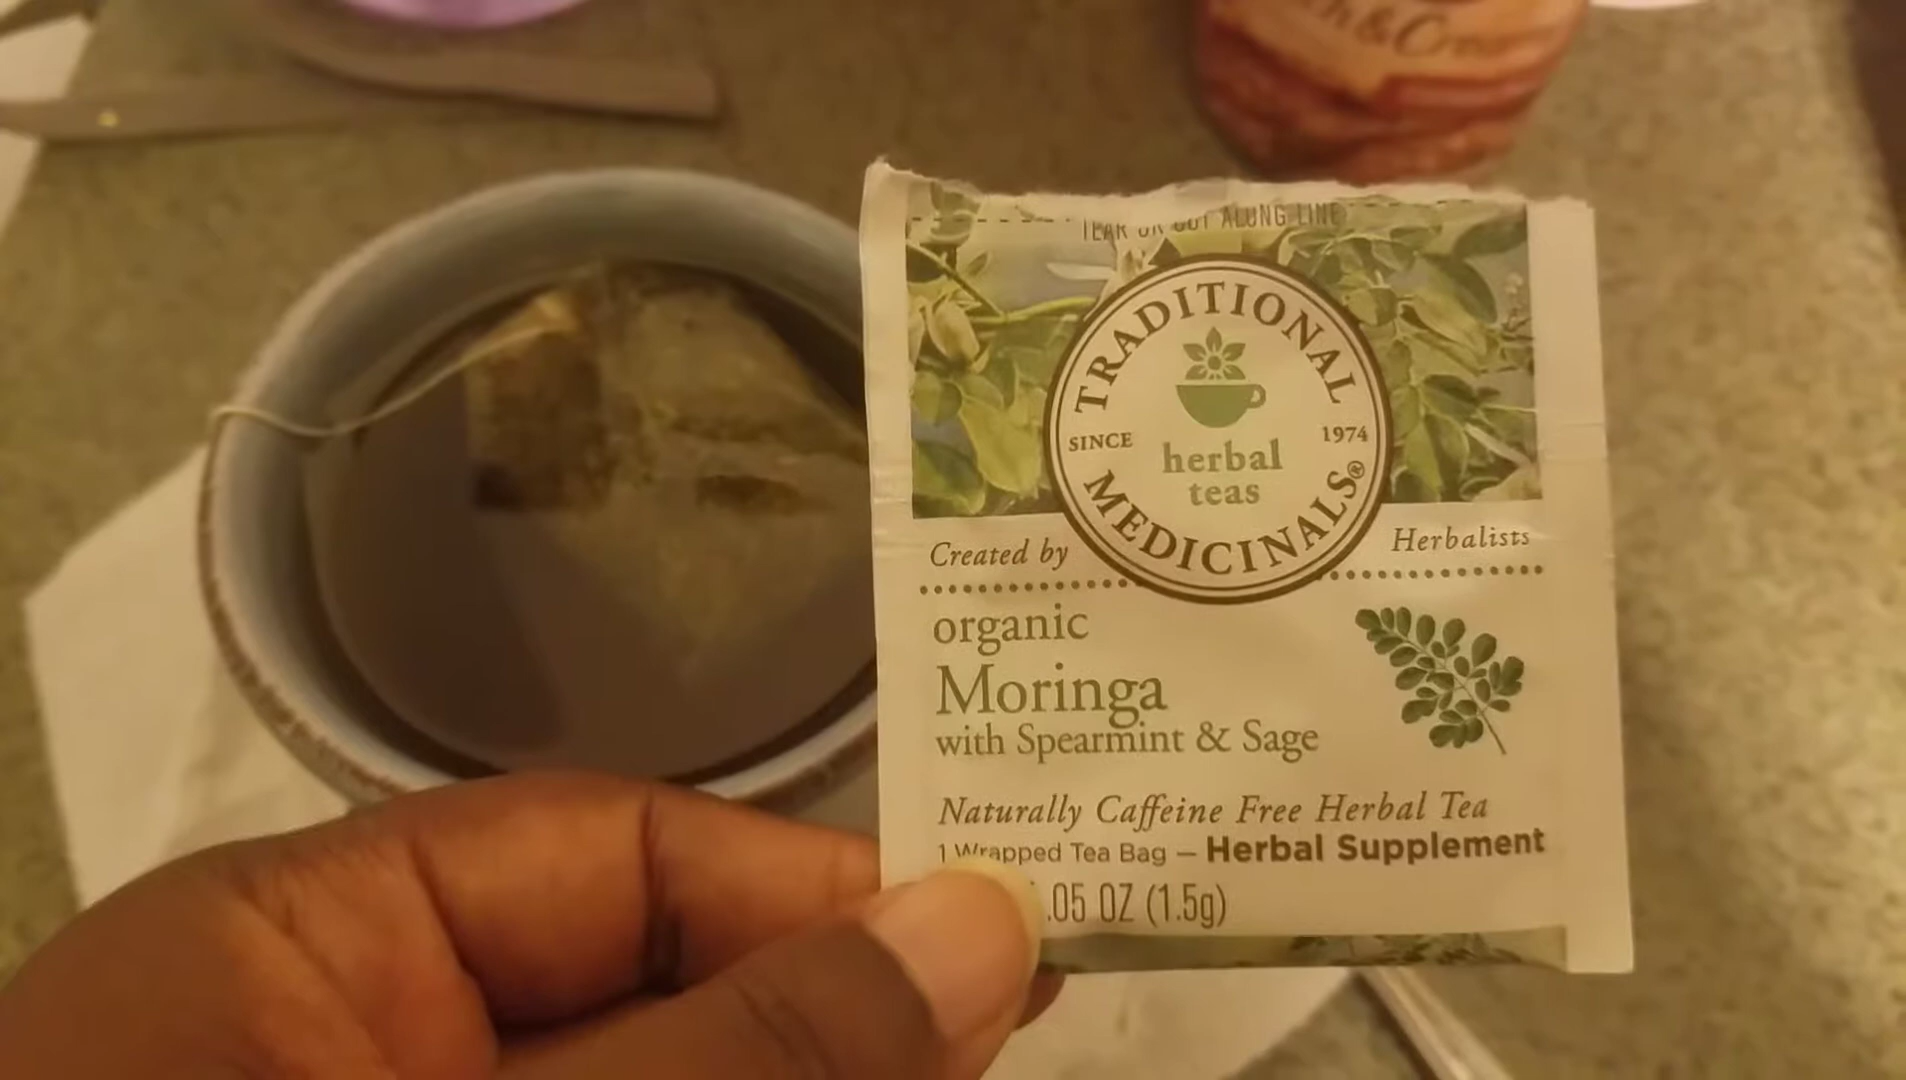 & Cr
TEAR OR CUT ALONG LINE
TRADITIONAL
SINCE 1974
herbal
teas
MEDICINALS®
Created by Herbalists
organic
Moringa
with Spearmint & Sage
Naturally Caffeine Free Herbal Tea
1 Wrapped Tea Bag – Herbal Supplement
.05 OZ (1.5g)